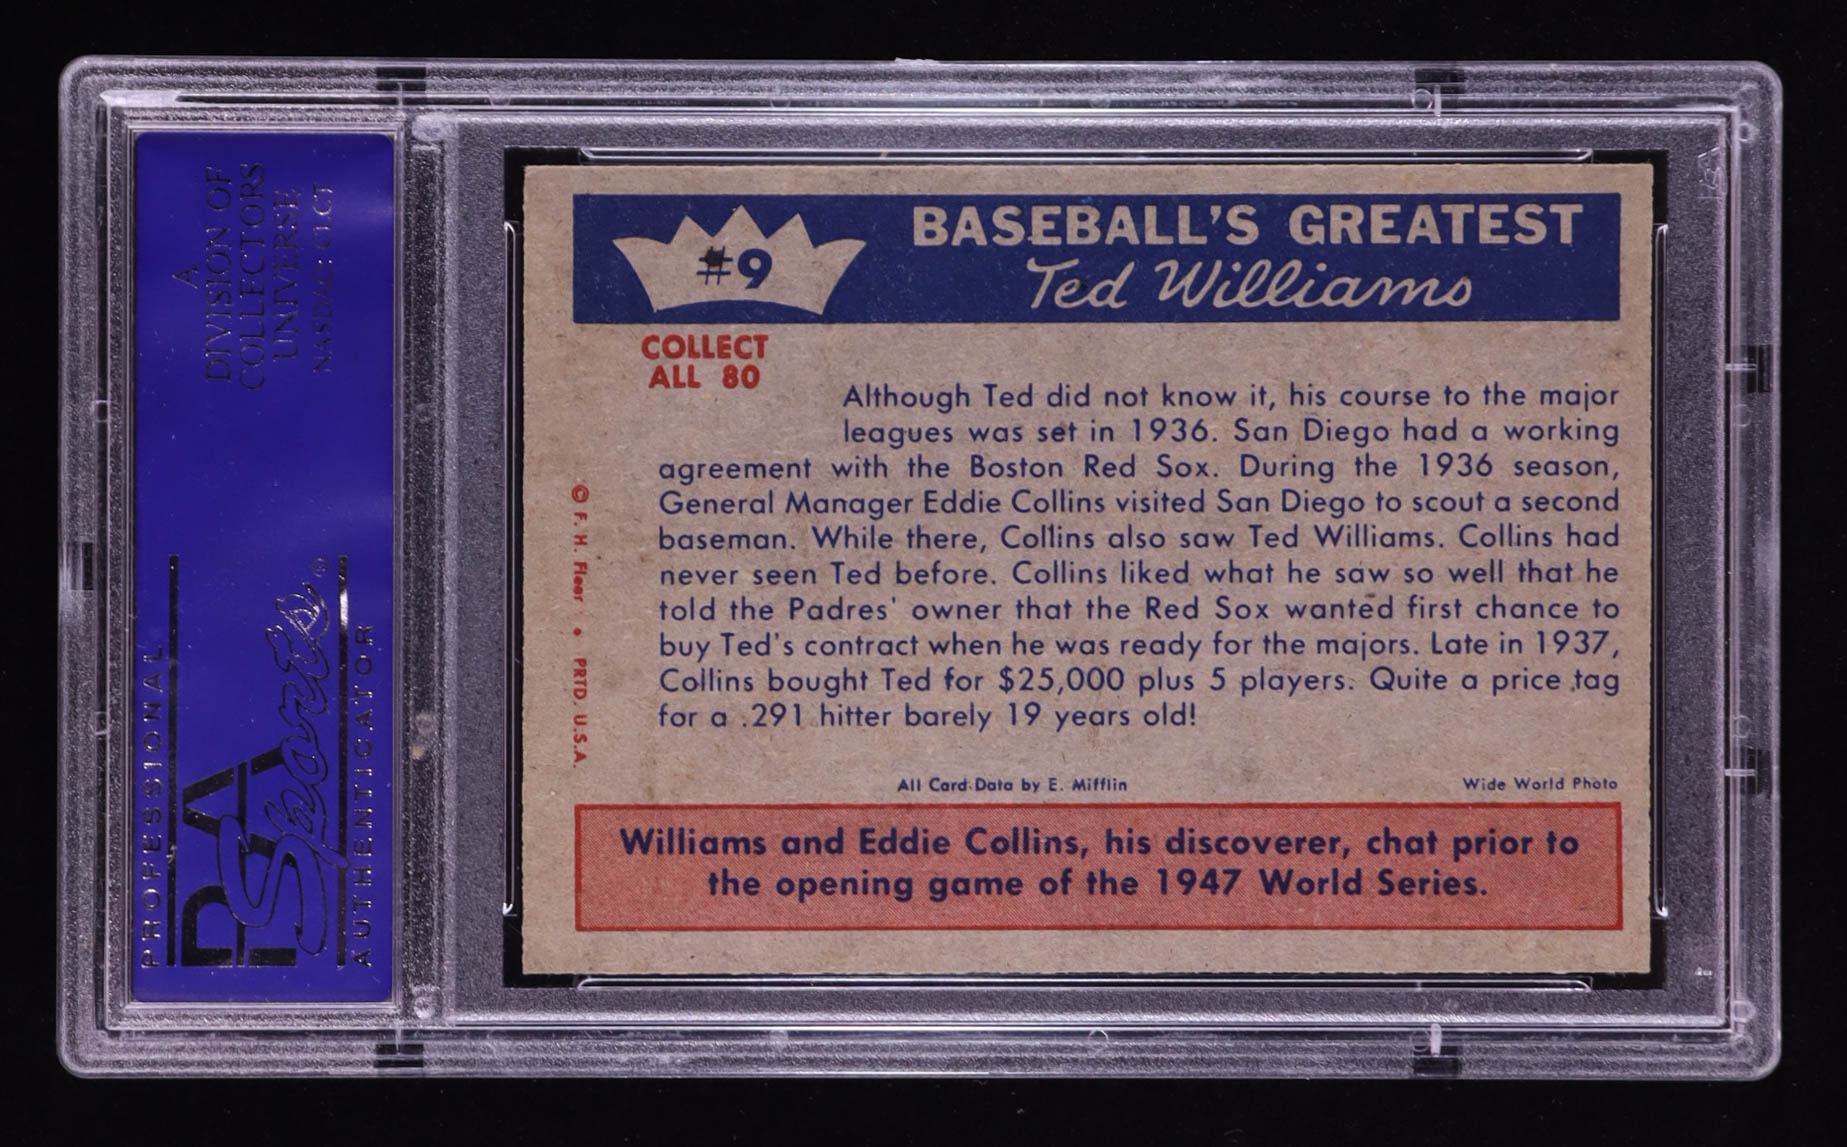 A
DIVISION OF
COLLECTORS
UNIVERSE
NASDAQ: CLCT
PROFESSIONAL
PSA
Sports®
AUTHENTICATOR
#9
BASEBALL'S GREATEST
Ted Williams
COLLECT
ALL 80
Although Ted did not know it, his course to the major
leagues was set in 1936. San Diego had a working
agreement with the Boston Red Sox. During the 1936 season,
General Manager Eddie Collins visited San Diego to scout a second
baseman. While there, Collins also saw Ted Williams. Collins had
never seen Ted before. Collins liked what he saw so well that he
told the Padres' owner that the Red Sox wanted first chance to
buy Ted's contract when he was ready for the majors. Late in 1937,
Collins bought Ted for $25,000 plus 5 players. Quite a price tag
for a .291 hitter barely 19 years old!
© F. H. Fleer • PRTD. U.S.A.
All Card Data by E. Mifflin
Wide World Photo
Williams and Eddie Collins, his discoverer, chat prior to
the opening game of the 1947 World Series.